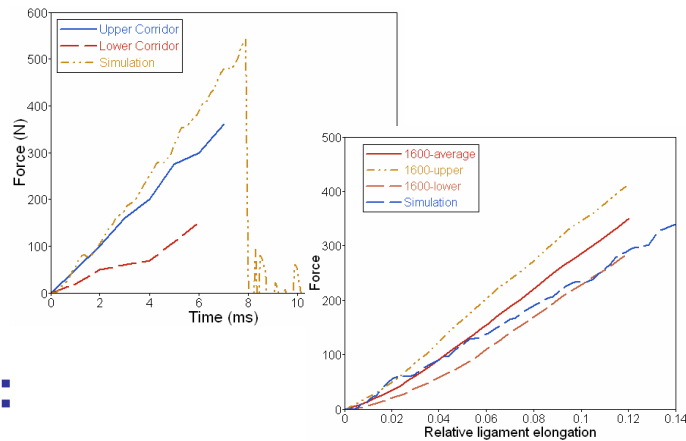 600
500
400
300
200
100
0
Force (N)
Upper Corridor
Lower Corridor
Simulation
0 2 4 6 8 10
Time (ms)
500
400
300
200
100
0
Force
1600-average
1600-upper
1600-lower
Simulation
0 0.02 0.04 0.06 0.08 0.1 0.12 0.14
Relative ligament elongation